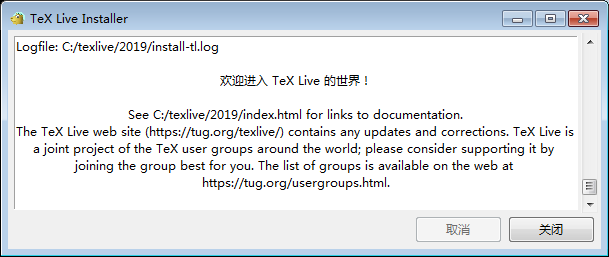 TeX Live Installer
Logfile: C:/texlive/2019/install-tl.log
欢迎进入 TeX Live 的世界！
See C:/texlive/2019/index.html for links to documentation.
The TeX Live web site (https://tug.org/texlive/) contains any updates and corrections. TeX Live is
a joint project of the TeX user groups around the world; please consider supporting it by
joining the group best for you. The list of groups is available on the web at
https://tug.org/usergroups.html.
取消 关闭